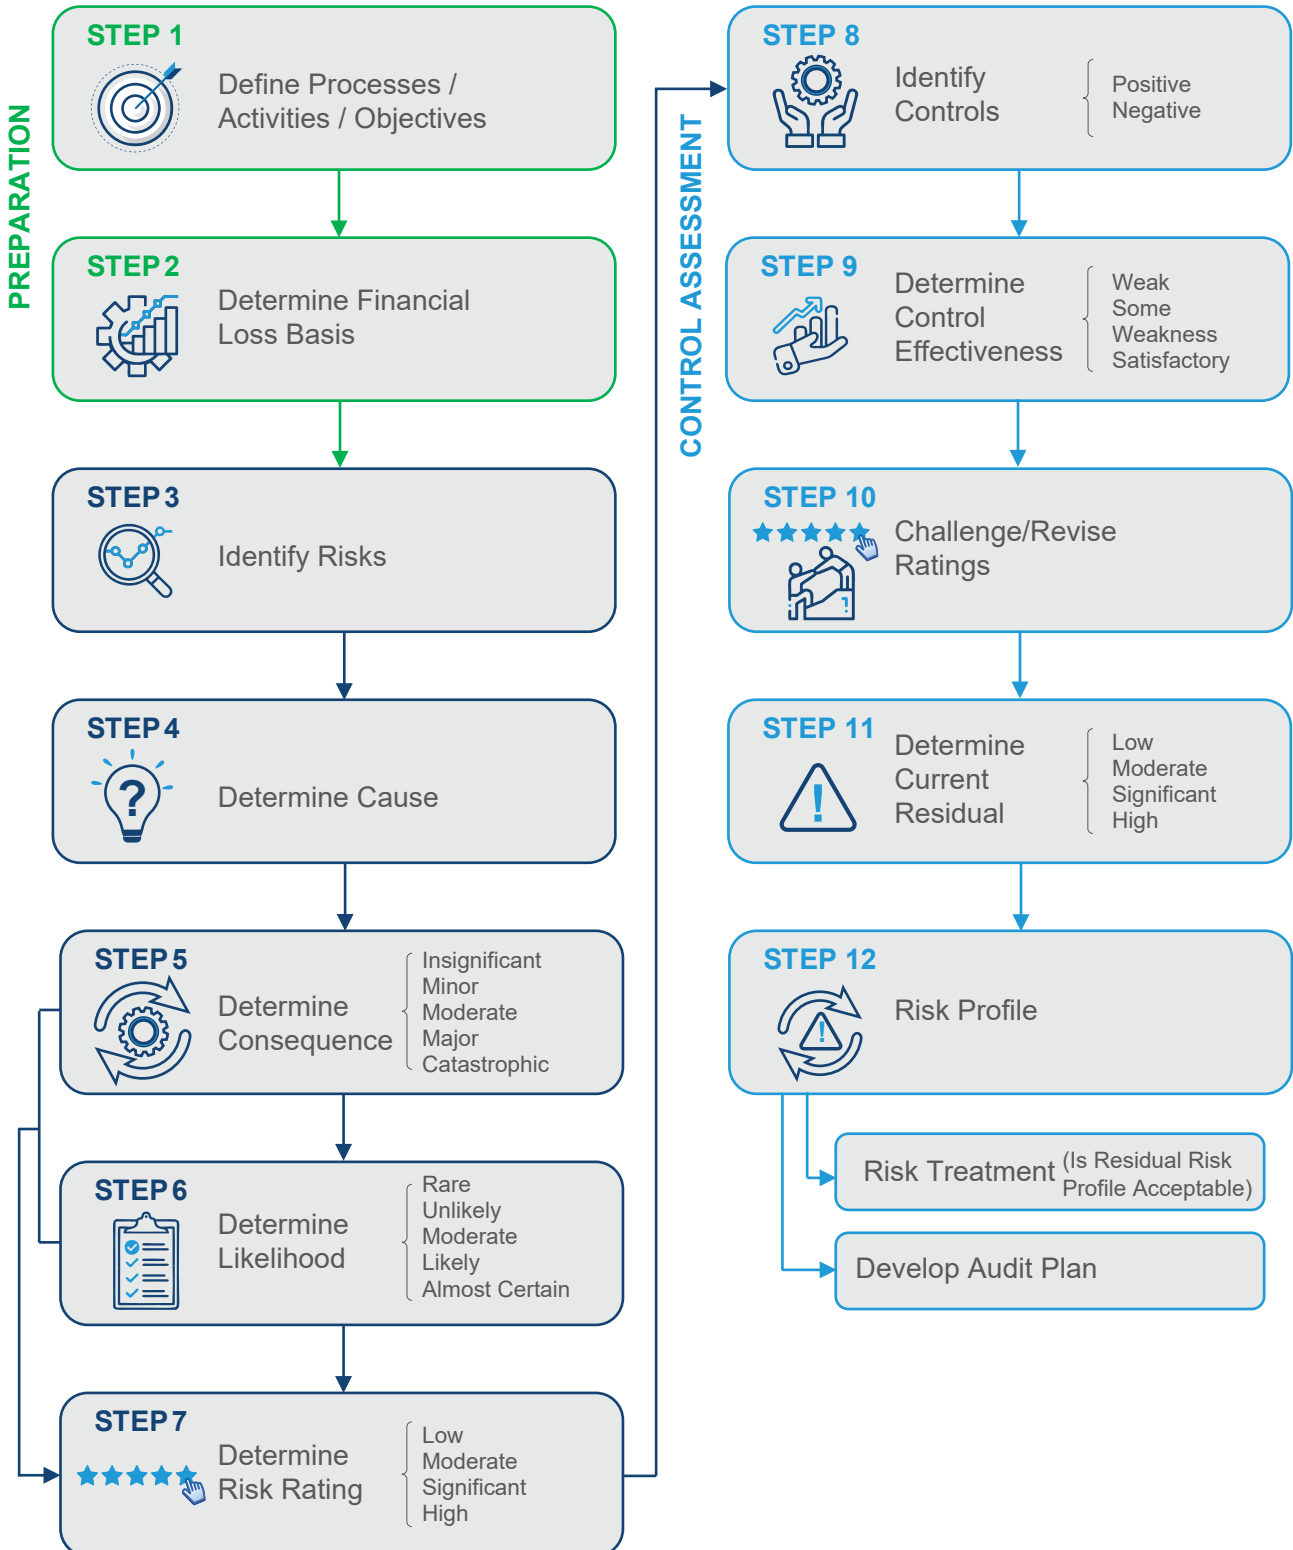 PREPARATION
STEP 1
Define Processes /
Activities / Objectives
STEP 2
Determine Financial
Loss Basis
STEP 3
Identify Risks
STEP 4
?
Determine Cause
STEP 5
Determine
Consequence
Insignificant
Minor
Moderate
Major
Catastrophic
STEP 6
Determine
Likelihood
Rare
Unlikely
Moderate
Likely
Almost Certain
STEP 7
Determine
Risk Rating
Low
Moderate
Significant
High
CONTROL ASSESSMENT
STEP 8
Identify
Controls
Positive
Negative
STEP 9
Determine
Control
Effectiveness
Weak
Some
Weakness
Satisfactory
STEP 10
Challenge/Revise
Ratings
STEP 11
!
Determine
Current
Residual
Low
Moderate
Significant
High
STEP 12
!
Risk Profile
Risk Treatment (Is Residual Risk
Profile Acceptable)
Develop Audit Plan